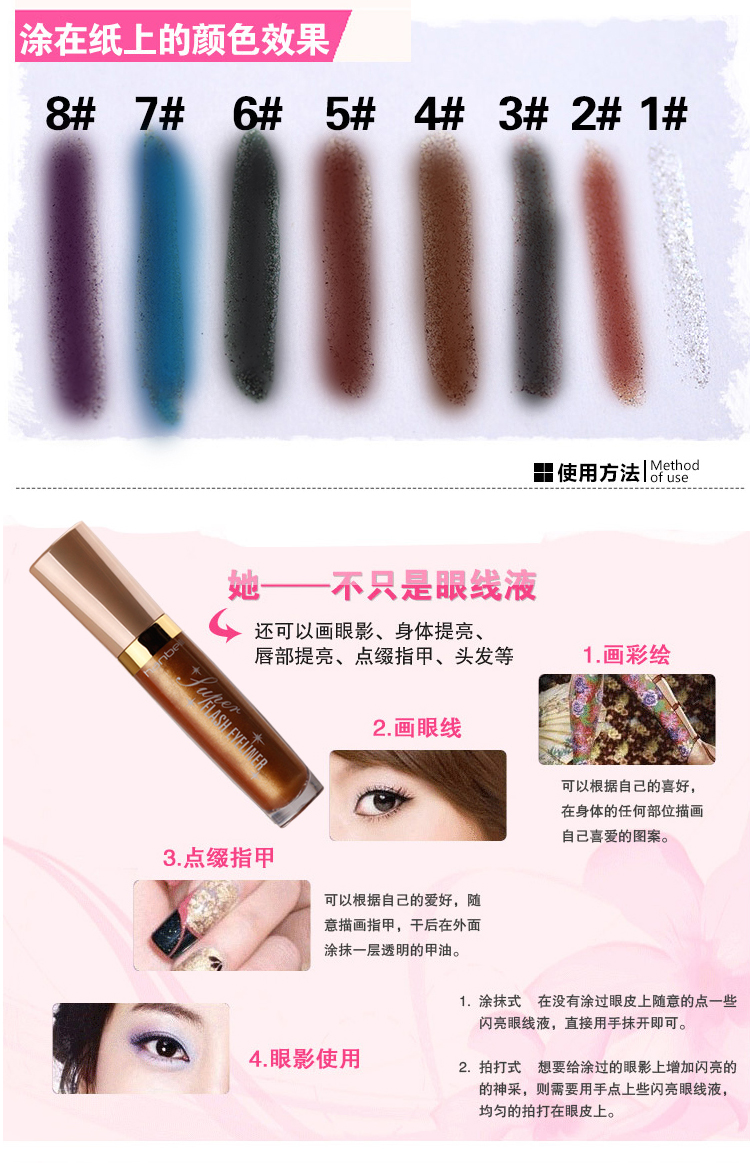 涂在纸上的颜色效果
8# 7# 6# 5# 4# 3# 2# 1#
使用方法
Method
of use
她——不只是眼线液
还可以画眼影、身体提亮、
唇部提亮、点缀指甲、头发等
Super
FLASH EYELINER
1.画彩绘
可以根据自己的喜好，
在身体的任何部位描画
自己喜爱的图案。
2.画眼线
3.点缀指甲
可以根据自己的爱好，随
意描画指甲，干后在外面
涂抹一层透明的甲油。
4.眼影使用
1. 涂抹式 在没有涂过眼皮上随意的点一些
闪亮眼线液，直接用手抹开即可。
2. 拍打式 想要给涂过的眼影上增加闪亮的
的神采，则需要用手点上些闪亮眼线液，
均匀的拍打在眼皮上。